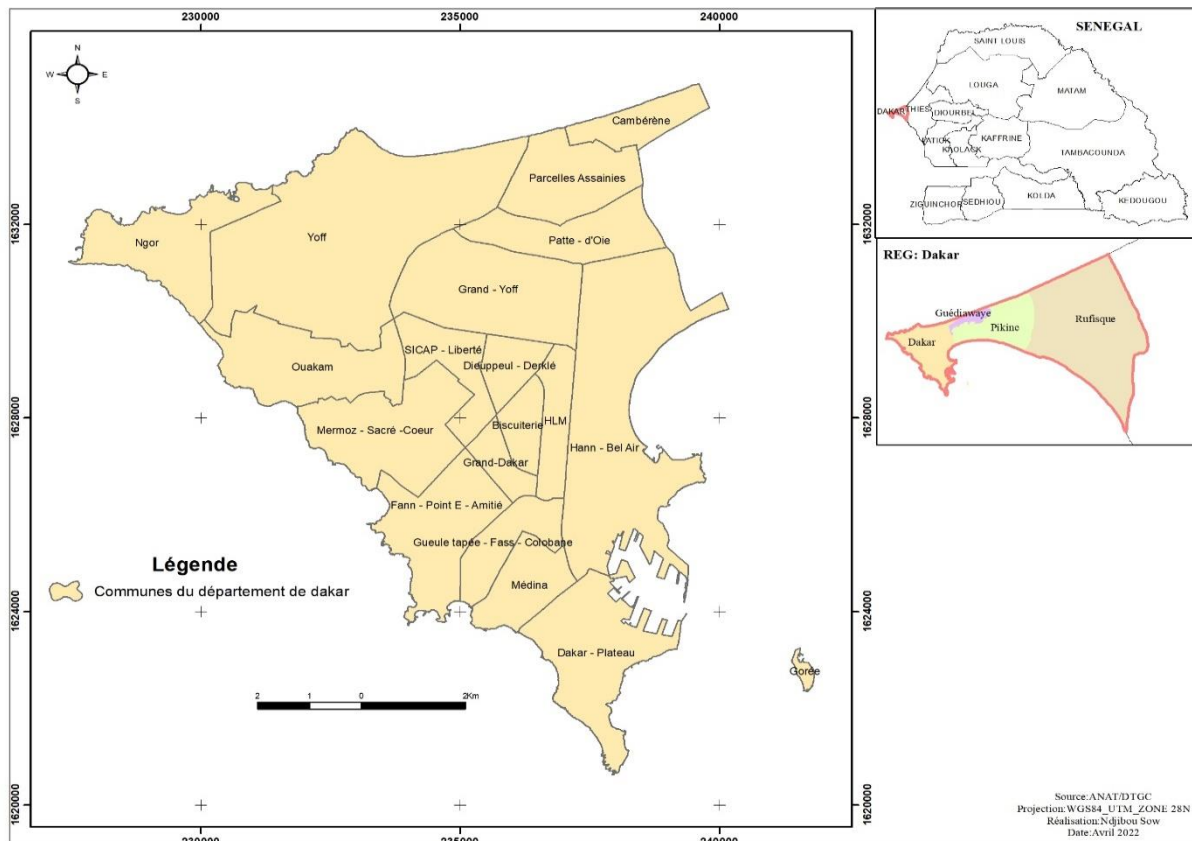 230000
235000
240000
N
W
E
S
1632000
1628000
1624000
1620000
Cambérène
Parcelles Assainies
Patte - d'Oie
Ngor
Yoff
Grand - Yoff
SICAP - Liberté
Dieuppeul - Derklé
Ouakam
Mermoz - Sacré -Coeur
Biscuiterie
HLM
Hann - Bel Air
Grand-Dakar
Fann - Point E - Amitié
Gueule tapée - Fass - Colobane
Médina
Dakar - Plateau
Gorée
Légende
Communes du département de dakar
2
1
0
2Km
1632000
1628000
1624000
1620000
230000
235000
240000
SENEGAL
SAINT LOUIS
LOUGA
MATAM
DAKAR
THIES
DIOURBEL
FATICK
KAOLACK
KAFFRINE
TAMBACOUNDA
ZIGUINCHOR
SEDHIOU
KOLDA
KEDOUGOU
REG: Dakar
Guédiawaye
Dakar
Pikine
Rufisque
Source:ANAT/DTGC
Projection:WGS84_UTM_ZONE 28N
Réalisation:Ndjibou Sow
Date:Avril 2022